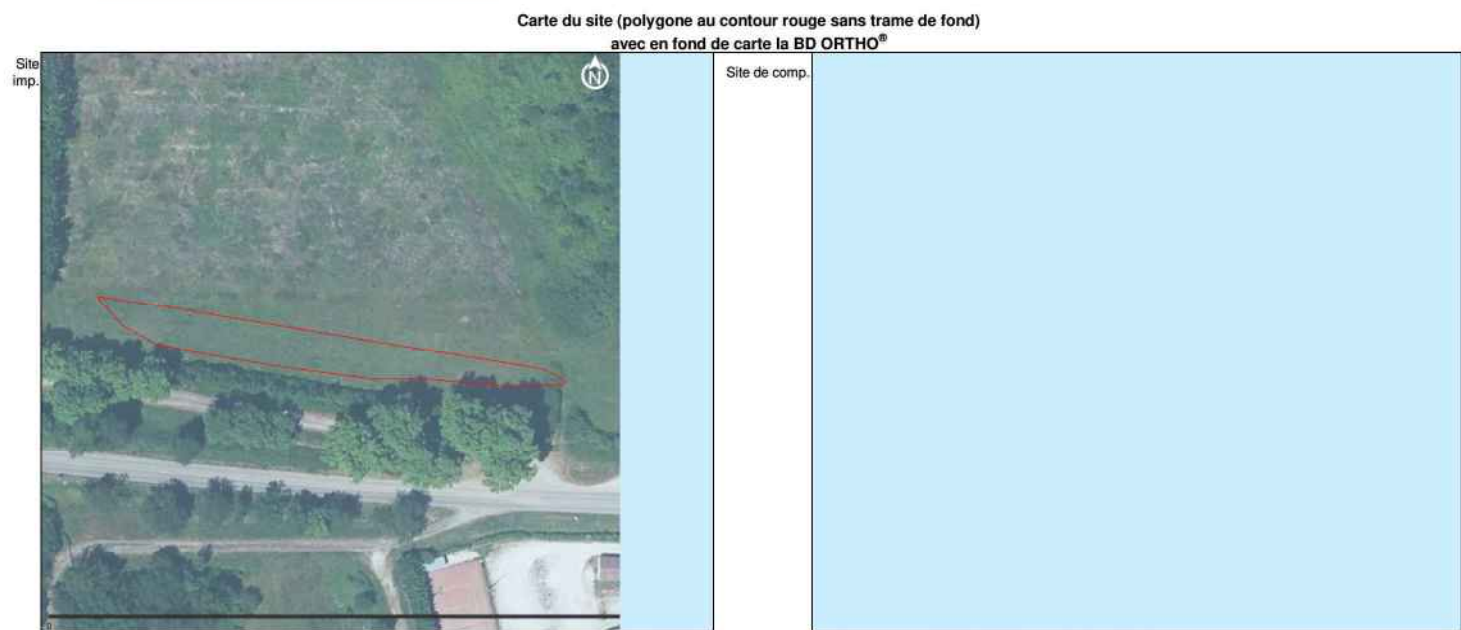 Carte du site (polygone au contour rouge sans trame de fond)
avec en fond de carte la BD ORTHO®
Site
imp.
N
Site de comp.
0